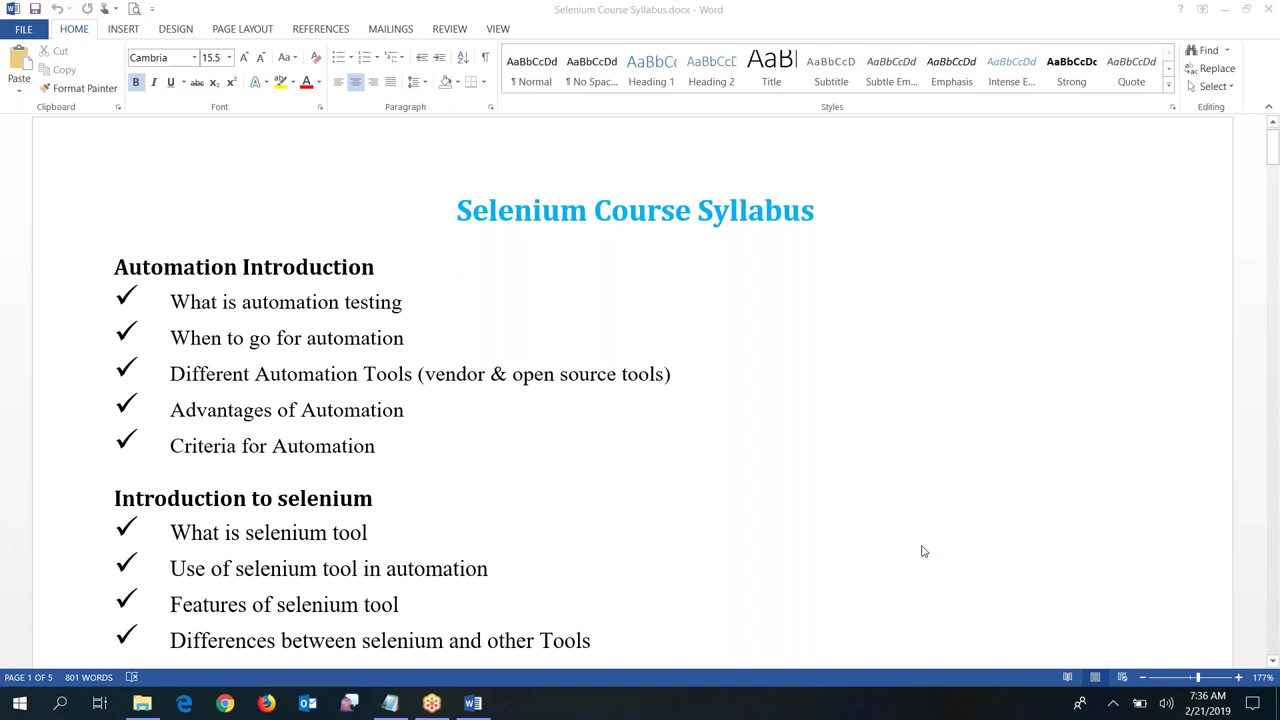 Selenium Course Syllabus.docx - Word
FILE HOME INSERT DESIGN PAGE LAYOUT REFERENCES MAILINGS REVIEW VIEW
Paste
Cut
Copy
Format Painter
Clipboard
Cambria 15.5
Font
Paragraph
AaBbCcDd AaBbCcDd AaBbCc AaBbCcD AaBl AaBbCcD AaBbCcDd AaBbCcDd AaBbCcDd AaBbCcDc AaBbCcDd
¶ Normal ¶ No Spac... Heading 1 Heading 2 Title Subtitle Subtle Em... Emphasis Intense E... Strong Quote
Styles
Find
Replace
Select
Editing
Selenium Course Syllabus
Automation Introduction
What is automation testing
When to go for automation
Different Automation Tools (vendor & open source tools)
Advantages of Automation
Criteria for Automation
Introduction to selenium
What is selenium tool
Use of selenium tool in automation
Features of selenium tool
Differences between selenium and other Tools
PAGE 1 OF 5 801 WORDS 177%
7:36 AM
2/21/2019